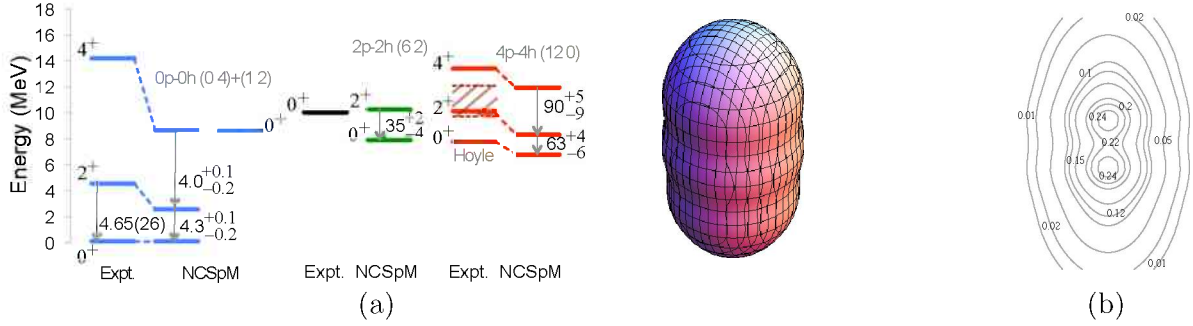 18
16
14
12
10
8
6
4
2
0
Energy (MeV)
4+
2+
0+
0p-0h (0 4)+(1 2)
0+
4.0 +0.1 −0.2
4.65(26)
4.3 +0.1 −0.2
Expt.
NCSpM
2p-2h (6 2)
0+
2+
0+
35 +2 −4
Expt. NCSpM
4p-4h (12 0)
4+
2+
0+
Hoyle
90 +5 −9
63 +4 −6
Expt. NCSpM
(a)
0.02
0.01
0.1
0.2
0.24
0.22
0.05
0.15
0.24
0.12
0.02
0.01
(b)